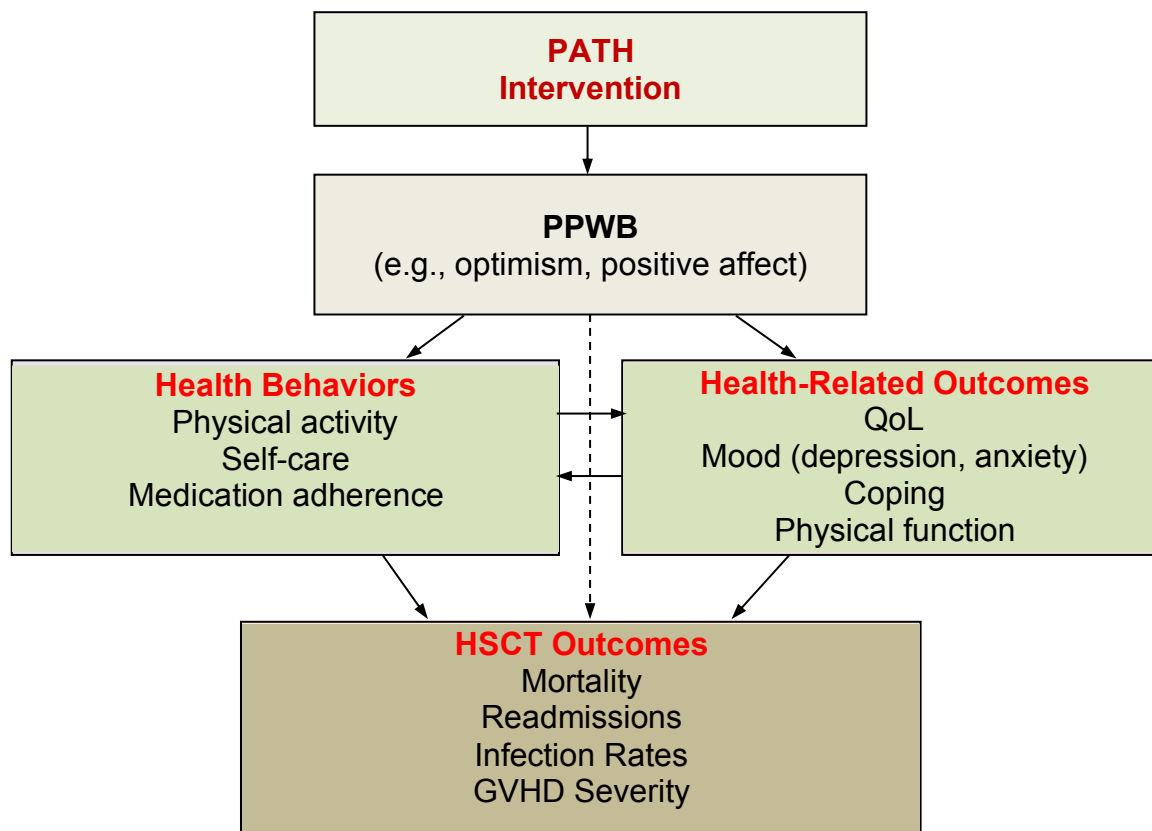 PATH
Intervention
PPWB
(e.g., optimism, positive affect)
Health Behaviors
Physical activity
Self-care
Medication adherence
Health-Related Outcomes
QoL
Mood (depression, anxiety)
Coping
Physical function
HSCT Outcomes
Mortality
Readmissions
Infection Rates
GVHD Severity